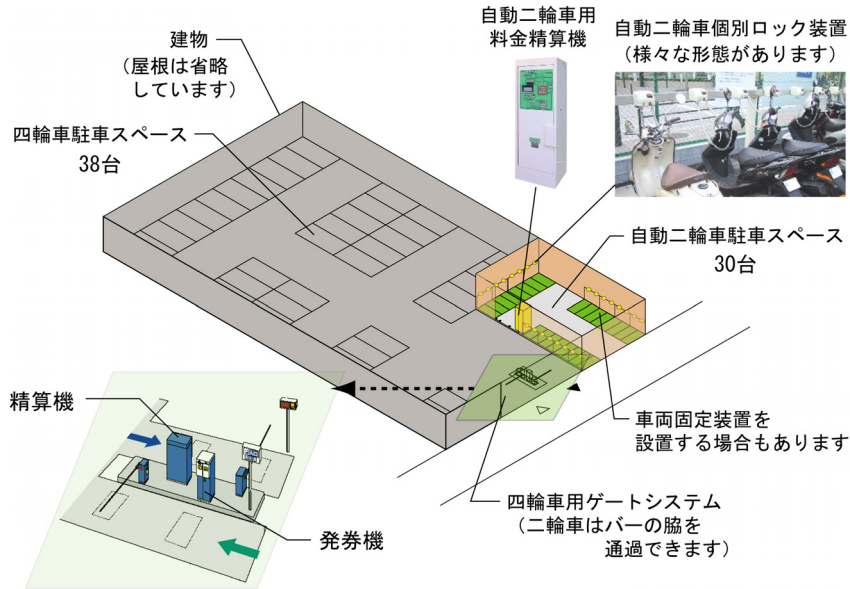 建物
（屋根は省略
しています）
四輪車駐車スペース
38台
自動二輪車用
料金精算機
自動二輪車個別ロック装置
（様々な形態があります）
自動二輪車駐車スペース
30台
車両固定装置を
設置する場合もあります
四輪車用ゲートシステム
（二輪車はバーの脇を
通過できます）
精算機
発券機